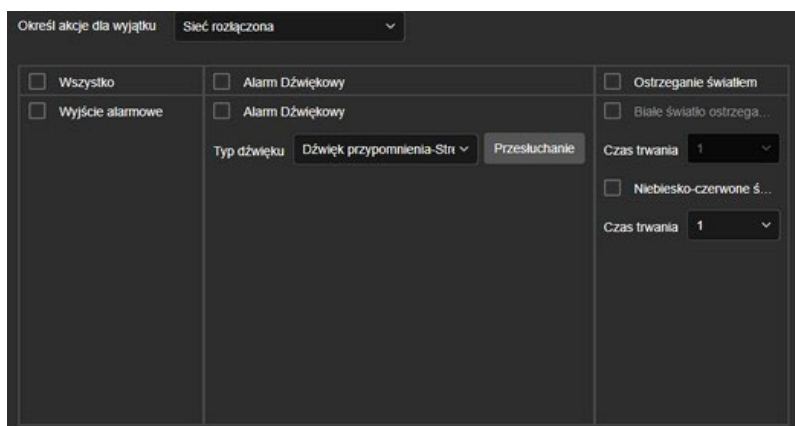 Określ akcje dla wyjątku Sieć rozłączona
Wszystko Alarm Dźwiękowy Ostrzeganie światłem
Wyjście alarmowe Alarm Dźwiękowy Białe światło ostrzega...
Typ dźwięku Dźwięk przypomnienia-Stre Przesłuchanie Czas trwania 1
Niebiesko-czerwone ś...
Czas trwania 1